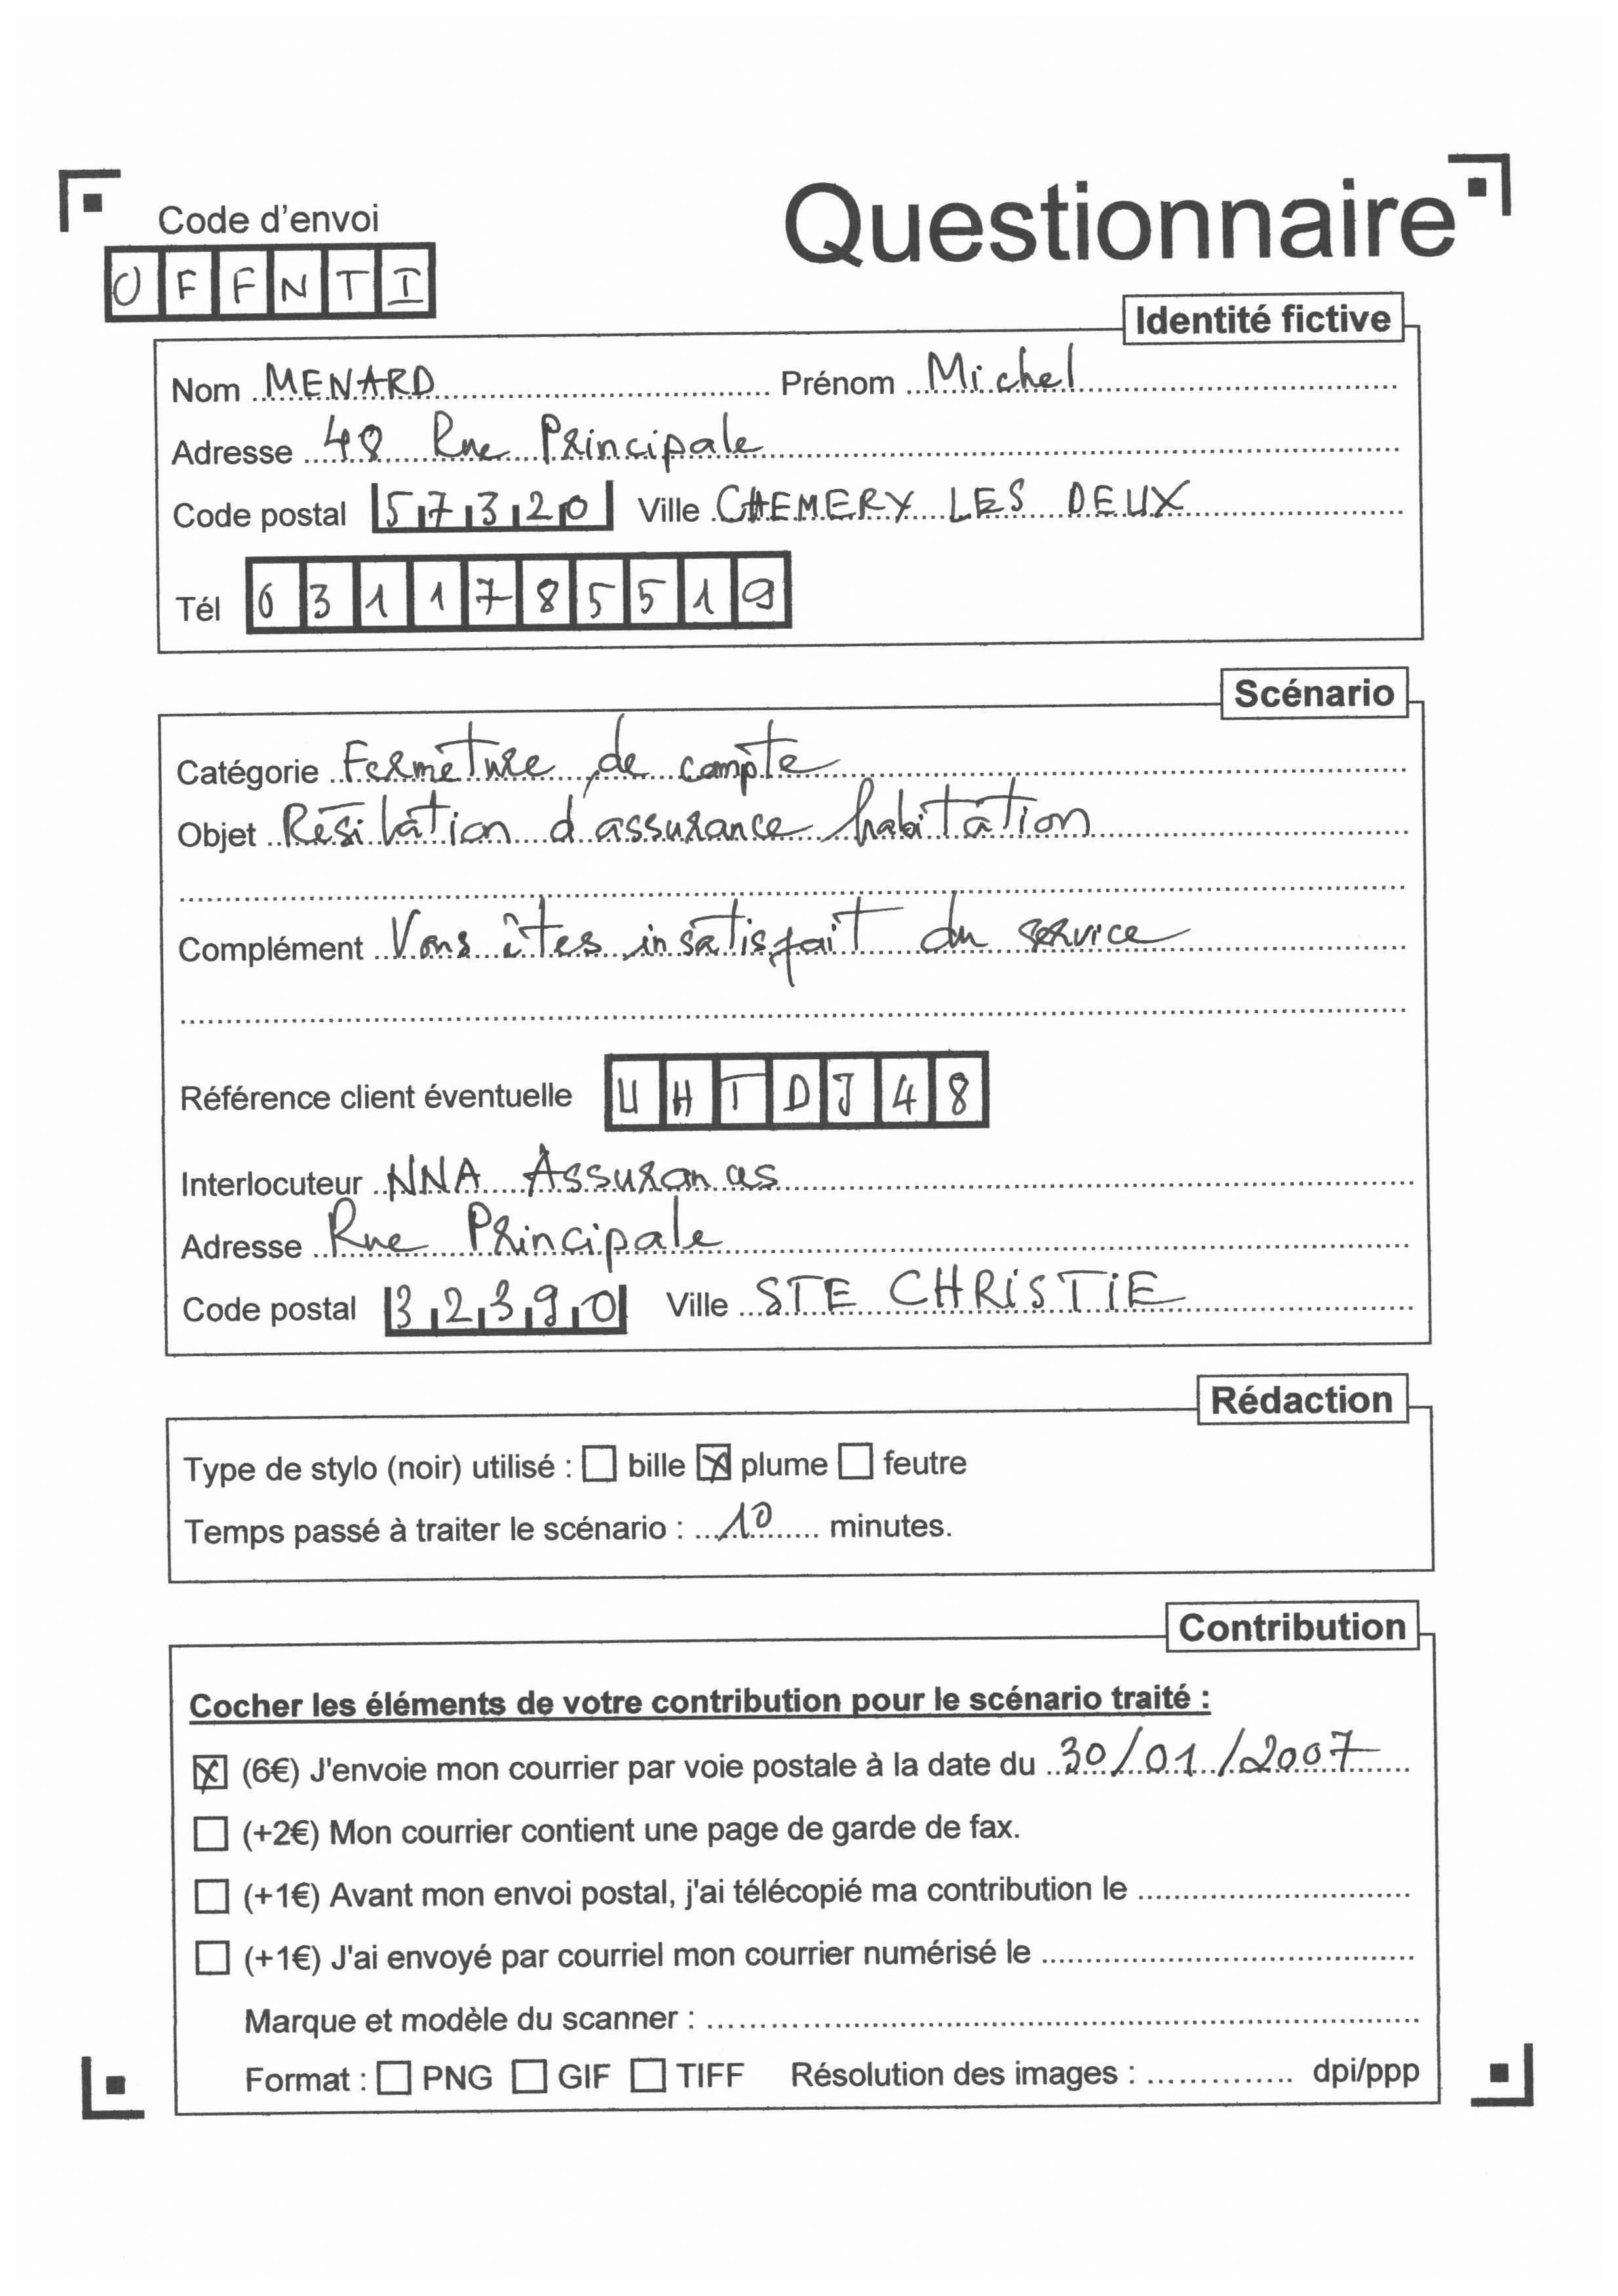 Code d'envoi
Questionnaire
OFFNTI
Identité fictive
Nom MENARD Prénom Michel
Adresse 48 Rue Principale
Code postal 57320 Ville CHEMERY LES DEUX
Tél 0311785519
Scénario
Catégorie Fermeture de compte
Objet Résilation d'assurance habitation
Complément Vous êtes insatisfait du service
Référence client éventuelle UHTDJ48
Interlocuteur NNA Assurances
Adresse Rue Principale
Code postal 32390 Ville STE CHRISTIE
Rédaction
Type de stylo (noir) utilisé : ☐ bille ☒ plume ☐ feutre
Temps passé à traiter le scénario : 10 minutes.
Contribution
Cocher les éléments de votre contribution pour le scénario traité :
☒ (6€) J'envoie mon courrier par voie postale à la date du 30/01/2007
☐ (+2€) Mon courrier contient une page de garde de fax.
☐ (+1€) Avant mon envoi postal, j'ai télécopié ma contribution le
☐ (+1€) J'ai envoyé par courriel mon courrier numérisé le
Marque et modèle du scanner :
Format : ☐ PNG ☐ GIF ☐ TIFF Résolution des images : dpi/ppp